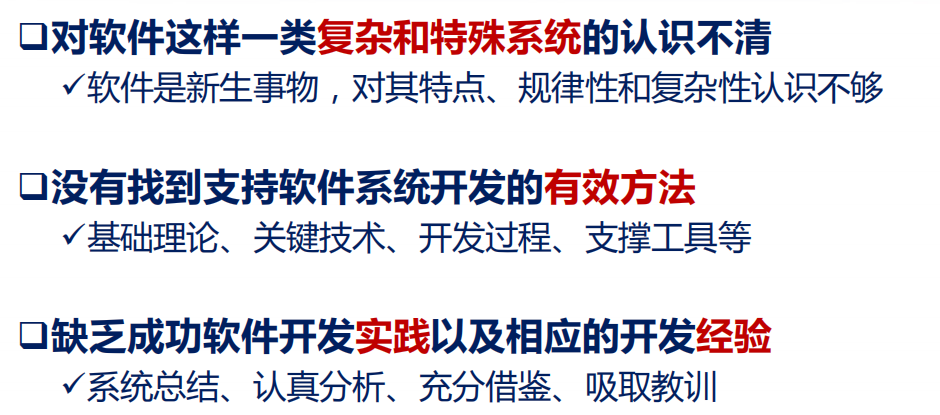 ❑对软件这样一类复杂和特殊系统的认识不清
✓软件是新生事物，对其特点、规律性和复杂性认识不够
❑没有找到支持软件系统开发的有效方法
✓基础理论、关键技术、开发过程、支撑工具等
❑缺乏成功软件开发实践以及相应的开发经验
✓系统总结、认真分析、充分借鉴、吸取教训